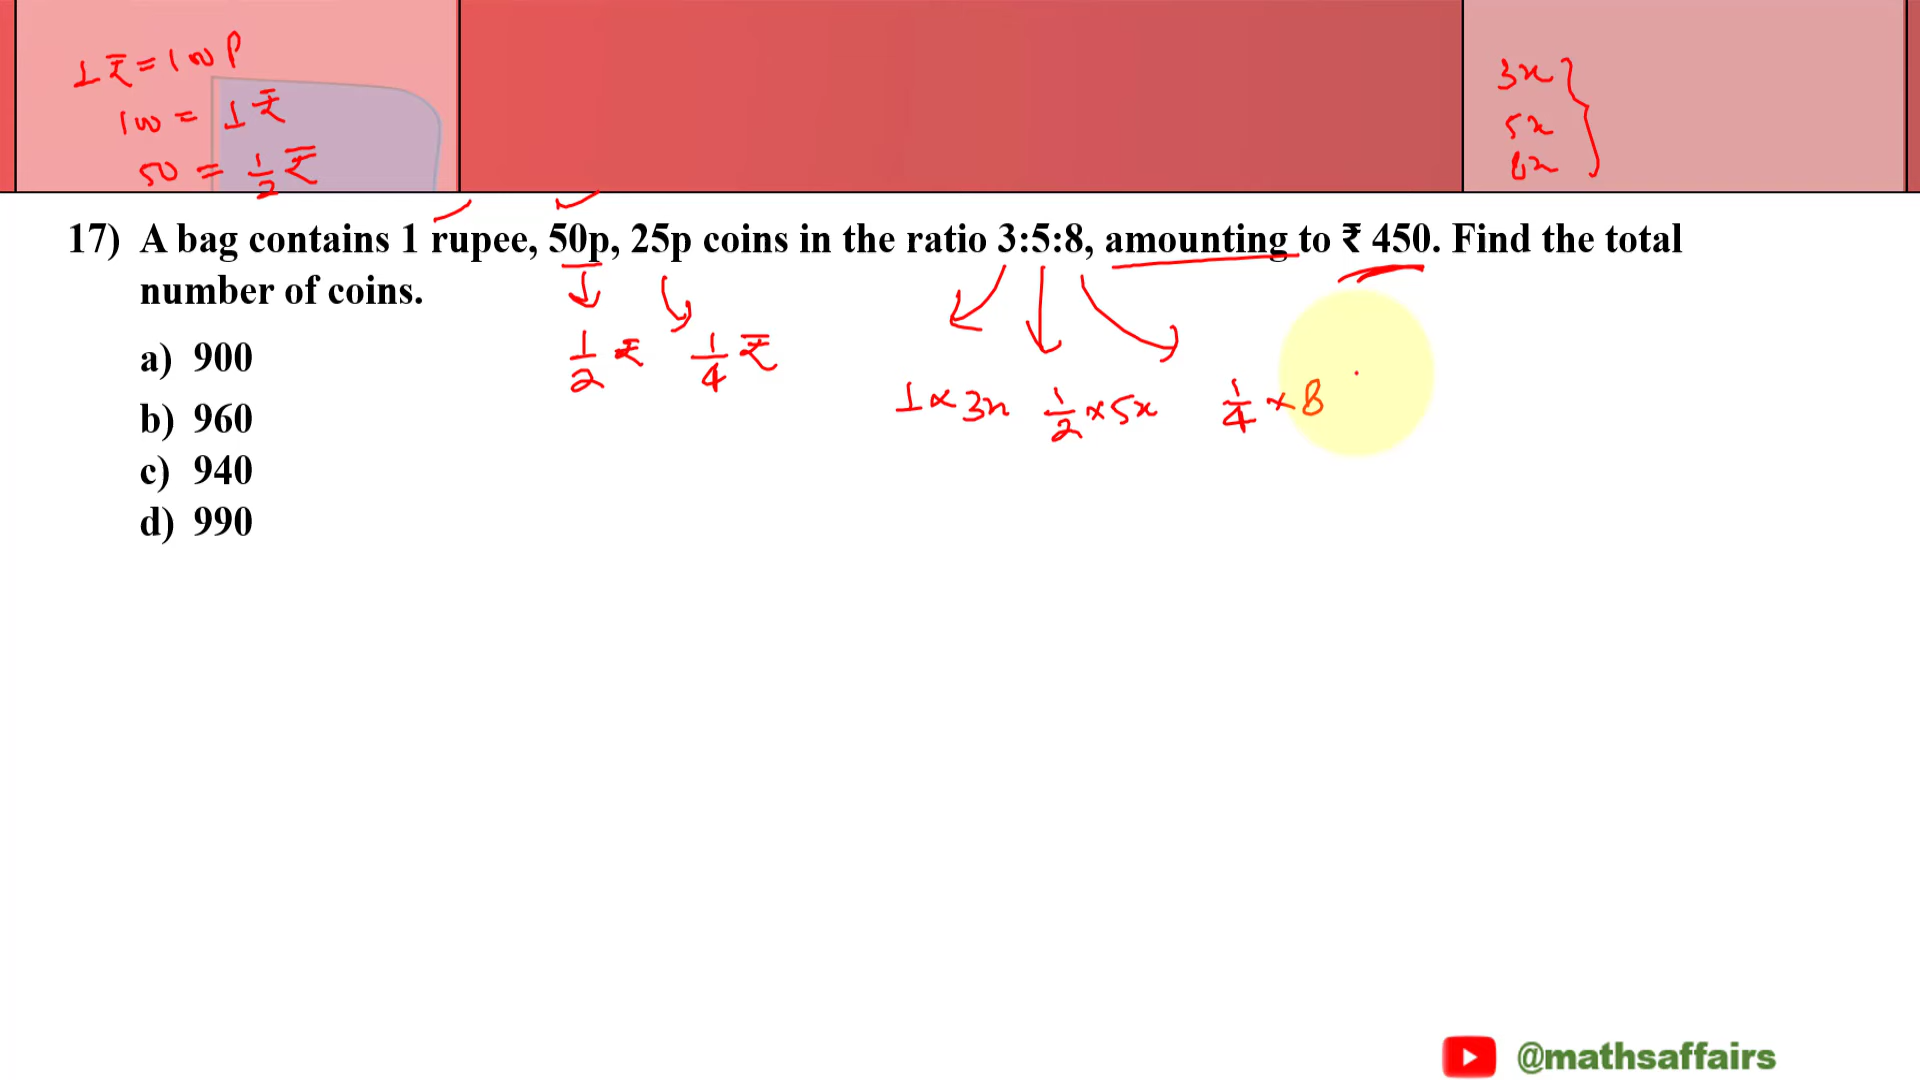 1 ₹ = 100 P
100 = 1 ₹
50 = 1/2 ₹
3x
5x
8x
17) A bag contains 1 rupee, 50p, 25p coins in the ratio 3:5:8, amounting to ₹ 450. Find the total
number of coins.
1/2 ₹ 1/4 ₹
1 × 3x 1/2 × 5x 1/4 × 8
a) 900
b) 960
c) 940
d) 990
@mathsaffairs